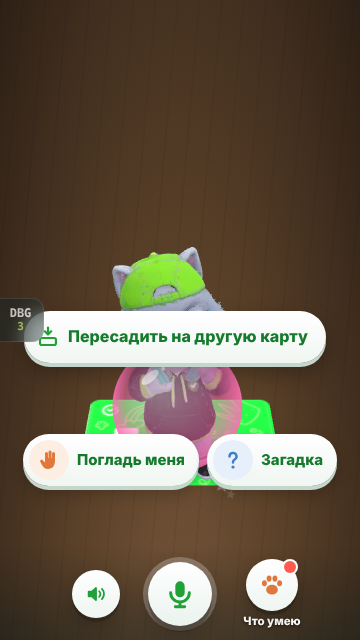 DBG
3
Пересадить на другую карту
Погладь меня
Загадка
Что умею